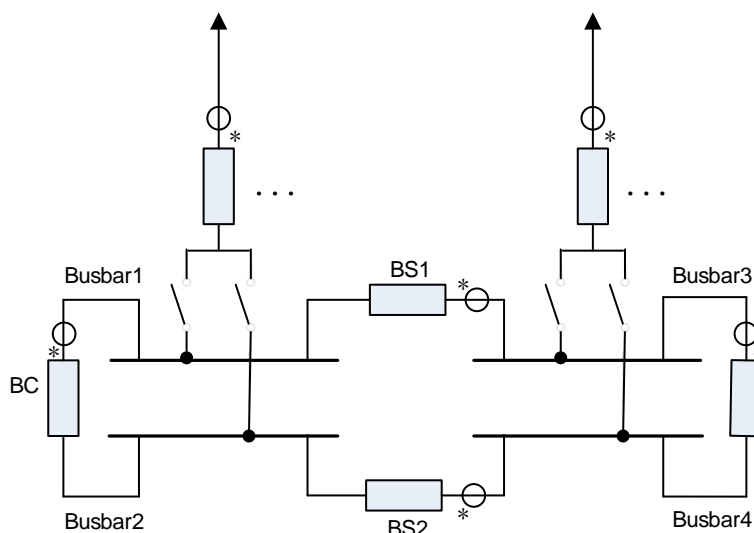 *
*
. . .
. . .
Busbar1
BS1
Busbar3
*
*
BC
*
Busbar2
BS2
Busbar4